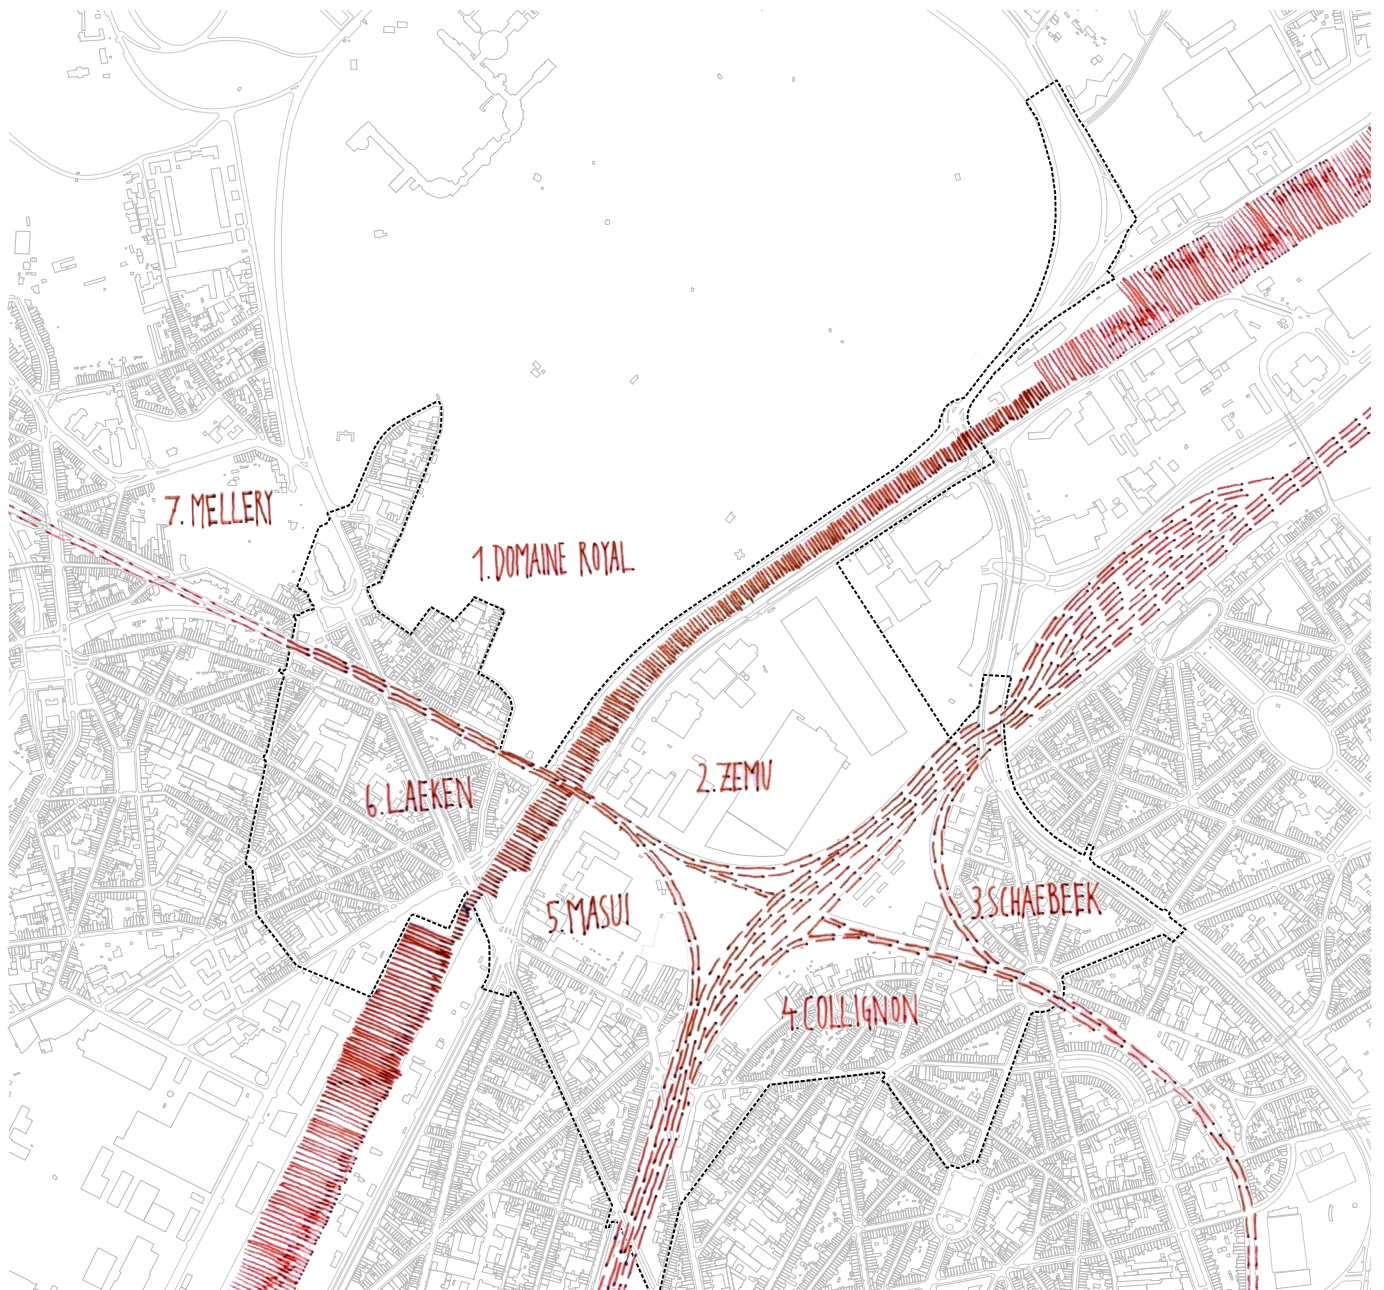 7. MELLERY
1. DOMAINE ROYAL
2. ZEMU
6. LAEKEN
3. SCHAEBEEK
5. MASUI
4. COLLIGNON